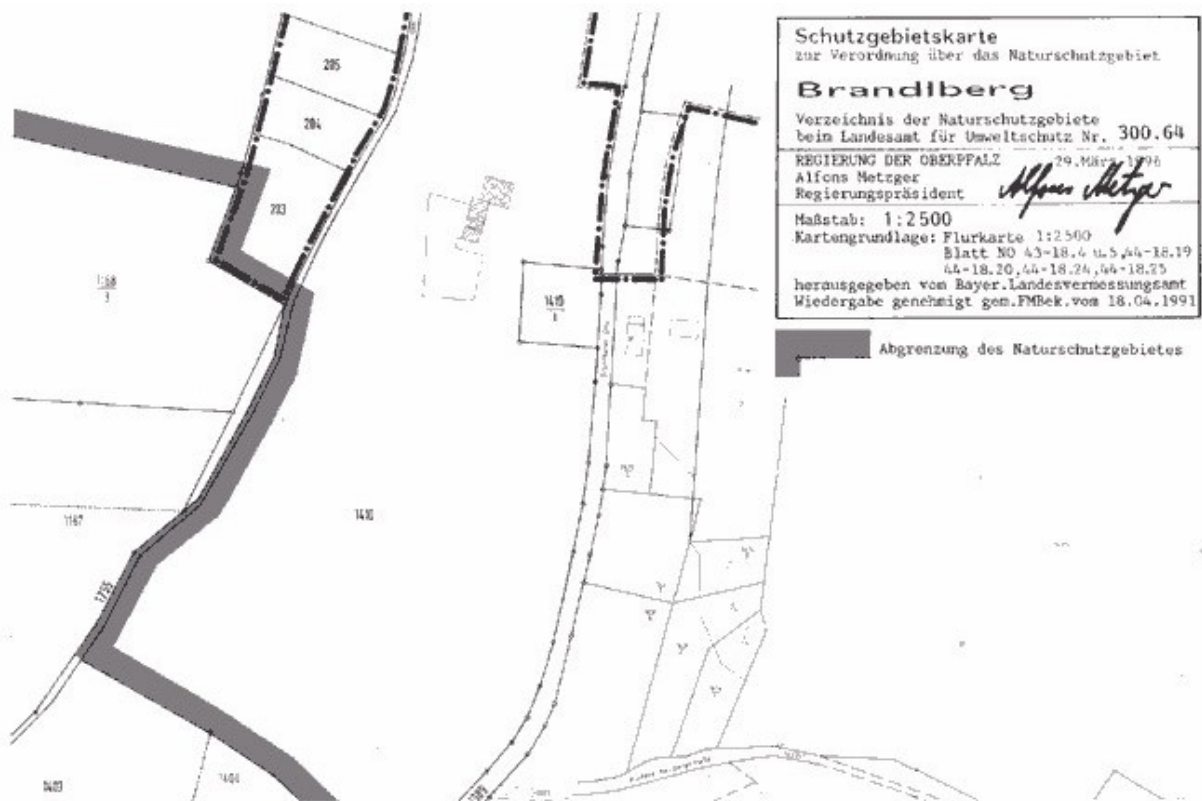 Schutzgebietskarte
zur Verordnung über das Naturschutzgebiet
Brandlberg
Verzeichnis der Naturschutzgebiete
beim Landesamt für Umweltschutz Nr. 300.64
REGIERUNG DER OBERPFALZ 29.März 1996
Alfons Metzger
Regierungspräsident Alfons Metzger
Maßstab: 1:2500
Kartengrundlage: Flurkarte 1:2500
Blatt NO 43-18.4 u.5,44-18.19
44-18.20,44-18.24,44-18.25
herausgegeben vom Bayer.Landesvermessungsamt
Wiedergabe genehmigt gem.FMBek.vom 18.04.1991
Abgrenzung des Naturschutzgebietes
205
204
203
1410
1167
1755
1403
1404